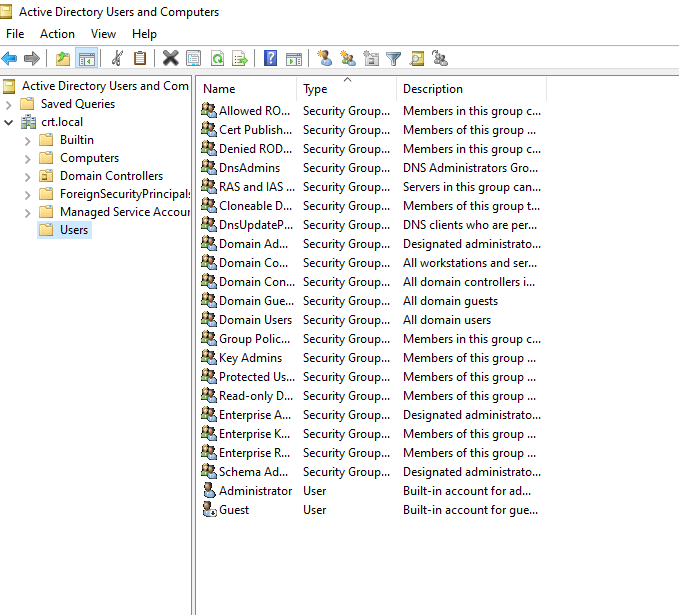 Active Directory Users and Computers
File Action View Help
Active Directory Users and Com
Saved Queries
crt.local
Builtin
Computers
Domain Controllers
ForeignSecurityPrincipals
Managed Service Accour
Users
Name Type Description
Allowed RO... Security Group... Members in this group c...
Cert Publish... Security Group... Members of this group ...
Denied ROD... Security Group... Members in this group c...
DnsAdmins Security Group... DNS Administrators Gro...
RAS and IAS ... Security Group... Servers in this group can...
Cloneable D... Security Group... Members of this group t...
DnsUpdateP... Security Group... DNS clients who are per...
Domain Ad... Security Group... Designated administrato...
Domain Co... Security Group... All workstations and ser...
Domain Con... Security Group... All domain controllers i...
Domain Gue... Security Group... All domain guests
Domain Users Security Group... All domain users
Group Polic... Security Group... Members in this group c...
Key Admins Security Group... Members of this group ...
Protected Us... Security Group... Members of this group ...
Read-only D... Security Group... Members of this group ...
Enterprise A... Security Group... Designated administrato...
Enterprise K... Security Group... Members of this group ...
Enterprise R... Security Group... Members of this group ...
Schema Ad... Security Group... Designated administrato...
Administrator User Built-in account for ad...
Guest User Built-in account for gue...